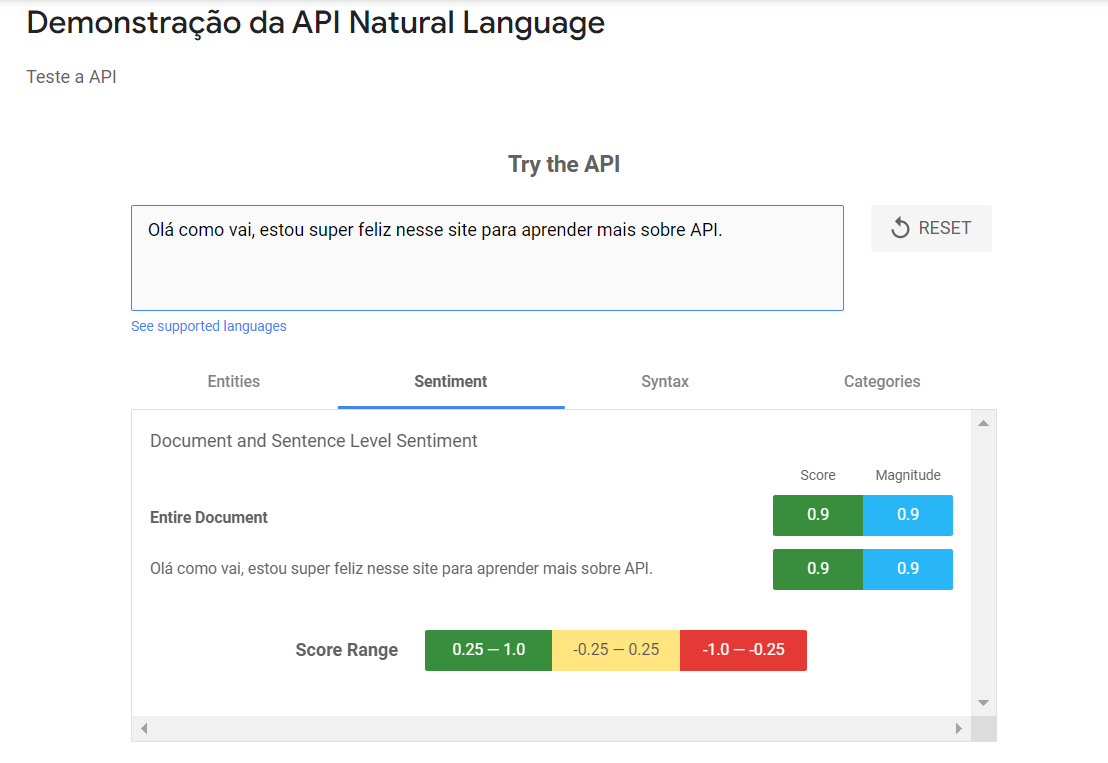 Demonstração da API Natural Language
Teste a API
Try the API
Olá como vai, estou super feliz nesse site para aprender mais sobre API.
RESET
See supported languages
Entities Sentiment Syntax Categories
Document and Sentence Level Sentiment
Score Magnitude
Entire Document 0.9 0.9
Olá como vai, estou super feliz nesse site para aprender mais sobre API. 0.9 0.9
Score Range 0.25 — 1.0 -0.25 — 0.25 -1.0 — -0.25